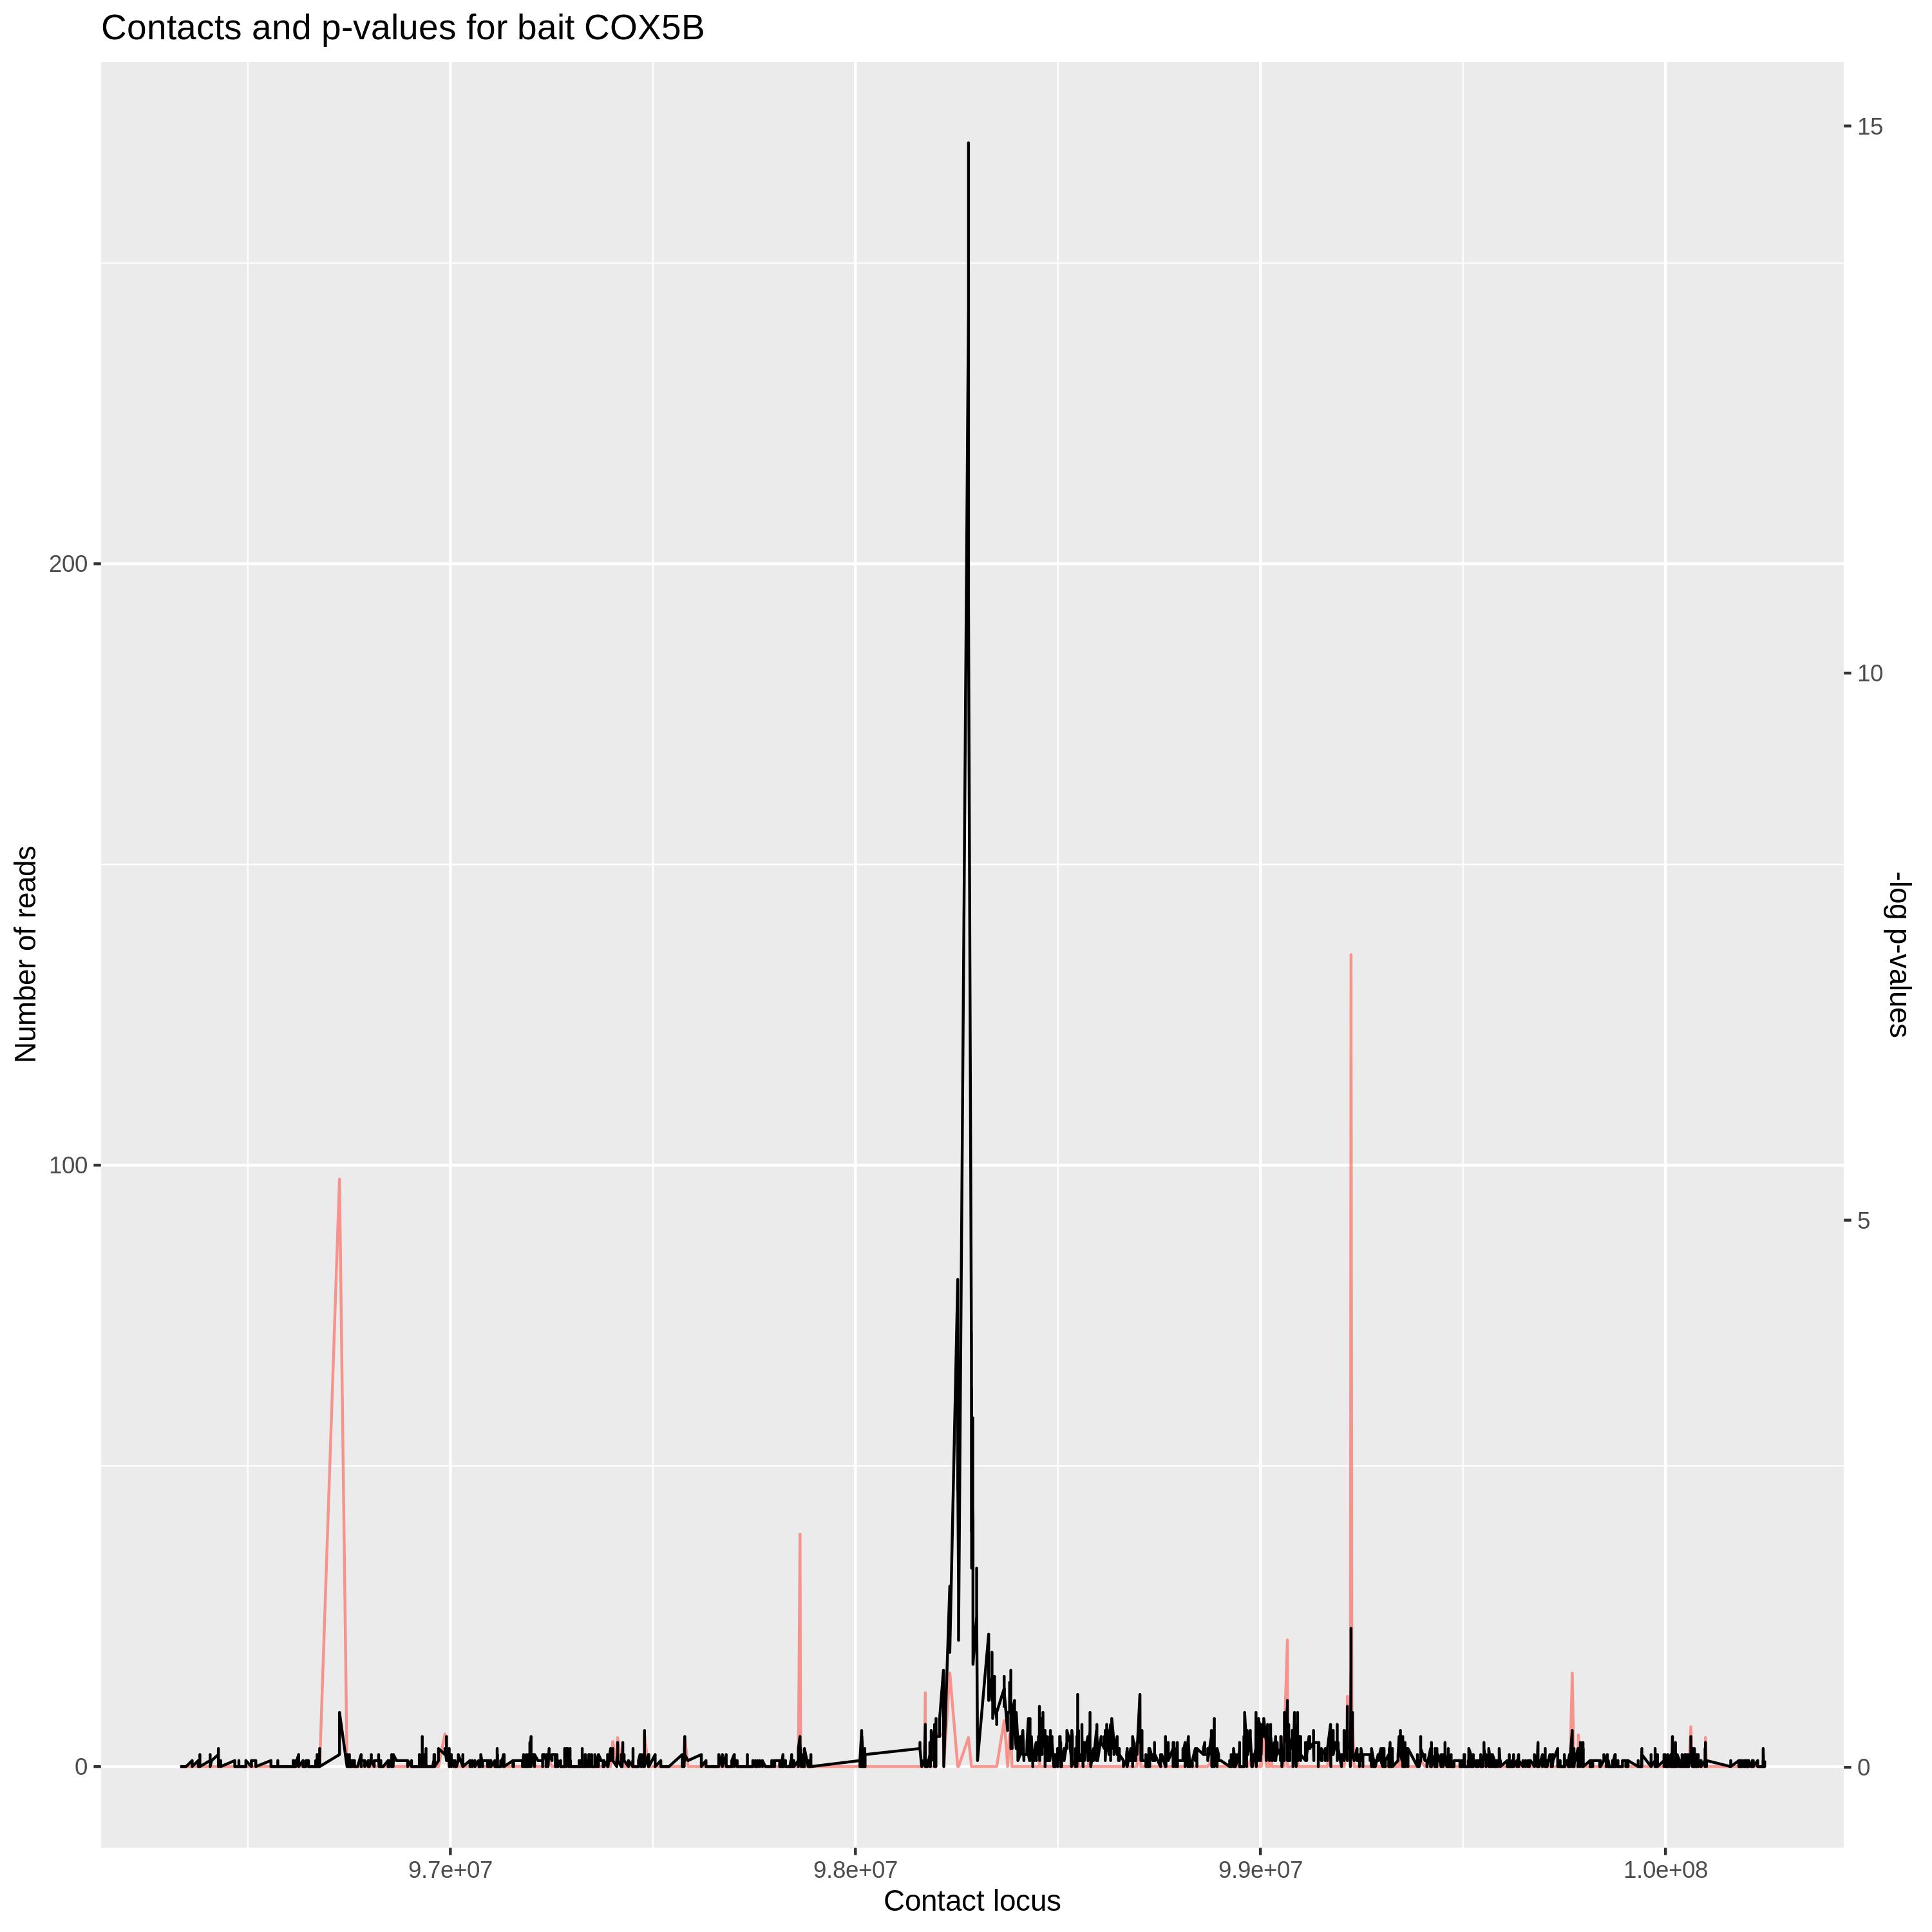 Contacts and p-values for bait COX5B
Number of reads
200
100
0
15
10
5
0
-log p-values
9.7e+07
9.8e+07
9.9e+07
1.0e+08
Contact locus